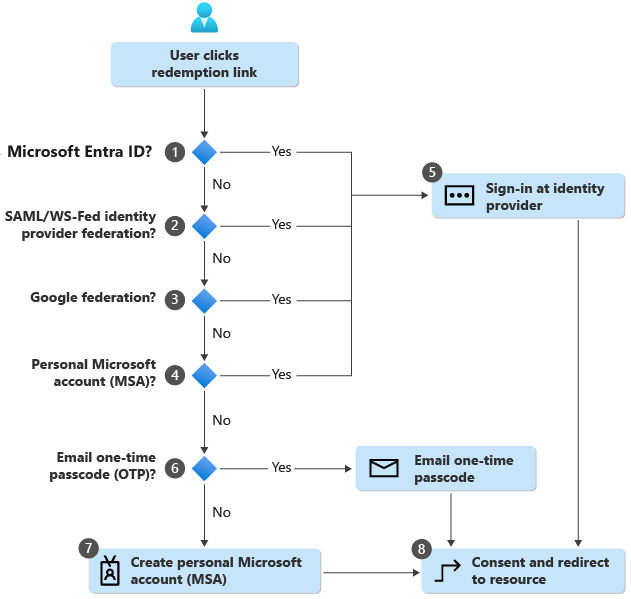 User clicks
redemption link
Microsoft Entra ID?
1
Yes
No
5
Sign-in at identity
provider
SAML/WS-Fed identity
provider federation?
2
Yes
No
Google federation?
3
Yes
No
Personal Microsoft
account (MSA)?
4
Yes
No
Email one-time
passcode (OTP)?
6
Yes
Email one-time
passcode
No
7
Create personal Microsoft
account (MSA)
8
Consent and redirect
to resource